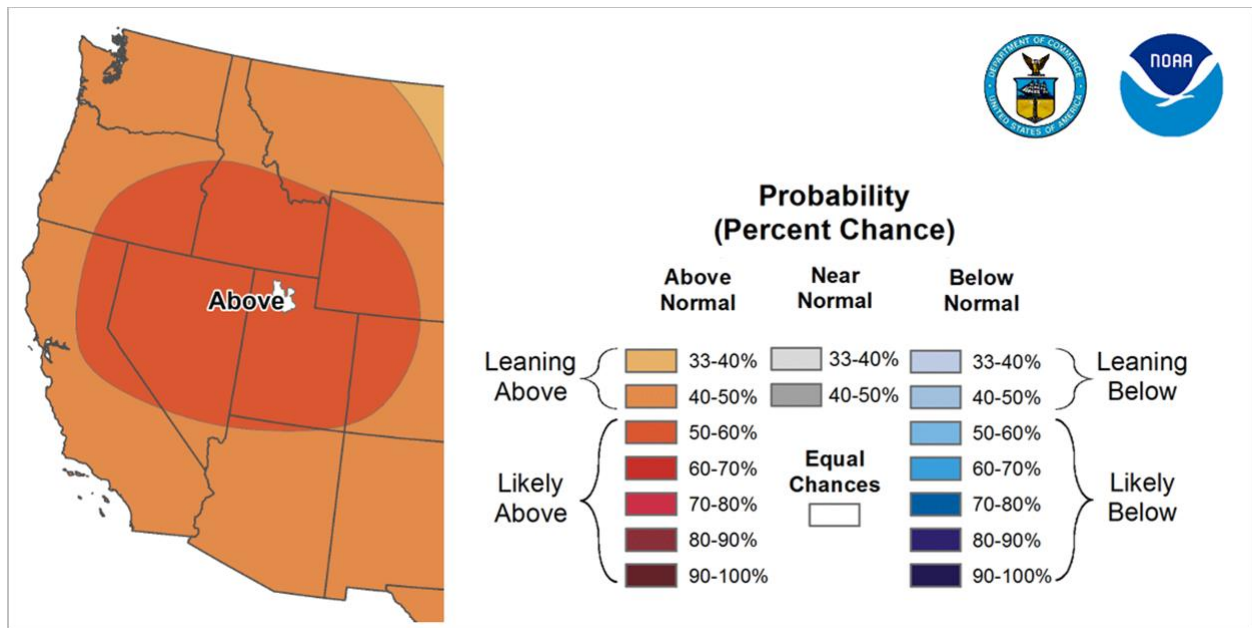 DEPARTMENT OF COMMERCE
UNITED STATES OF AMERICA
NOAA
Probability
(Percent Chance)
Above
Normal
Near
Normal
Below
Normal
Above
Leaning
Above
33-40%
33-40%
33-40%
Leaning
Below
40-50%
40-50%
40-50%
Likely
Above
50-60%
50-60%
60-70%
Equal
Chances
60-70%
70-80%
70-80%
80-90%
80-90%
90-100%
90-100%
Likely
Below